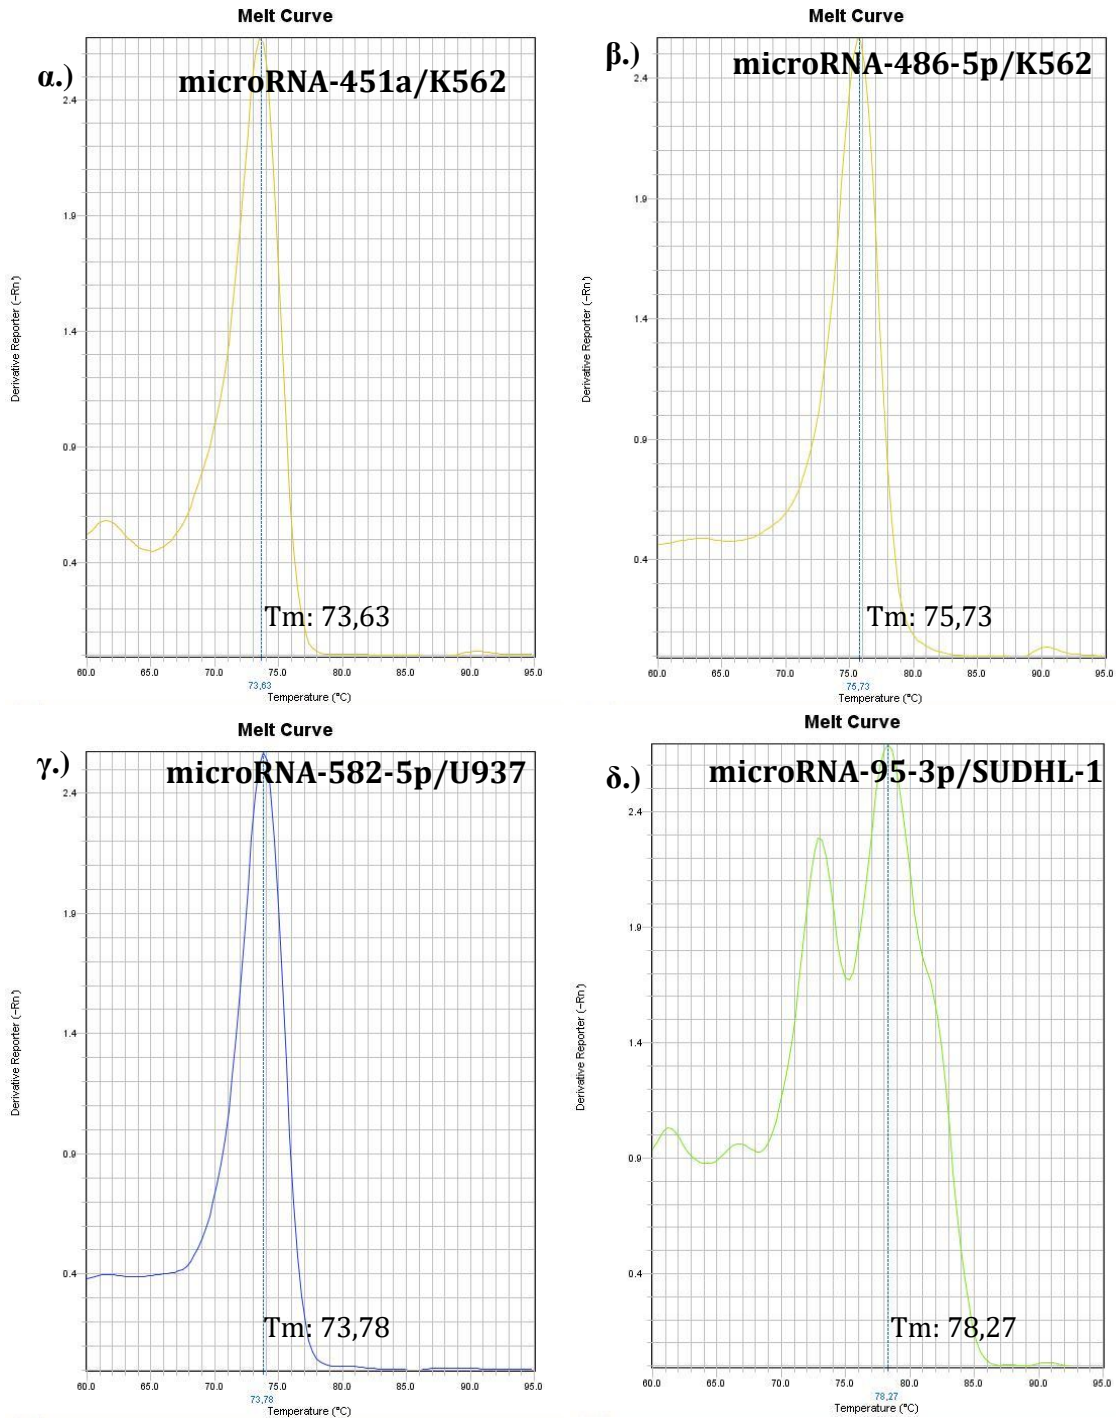 Melt Curve
α.)
microRNA-451a/K562
2.4
1.9
1.4
0.9
0.4
Derivative Reporter (-Rn')
Tm: 73,63
60.0 65.0 70.0 75.0 80.0 85.0 90.0 95.0
73,63
Temperature (°C)
Melt Curve
β.)
microRNA-486-5p/K562
2.4
1.9
1.4
0.9
0.4
Derivative Reporter (-Rn')
Tm: 75,73
60.0 65.0 70.0 75.0 80.0 85.0 90.0 95.0
75,73
Temperature (°C)
Melt Curve
γ.)
microRNA-582-5p/U937
2.4
1.9
1.4
0.9
0.4
Derivative Reporter (-Rn')
Tm: 73,78
60.0 65.0 70.0 75.0 80.0 85.0 90.0 95.0
73,78
Temperature (°C)
Melt Curve
δ.)
microRNA-95-3p/SUDHL-1
2.4
1.9
1.4
0.9
0.4
Derivative Reporter (-Rn')
Tm: 78,27
60.0 65.0 70.0 75.0 80.0 85.0 90.0 95.0
78,27
Temperature (°C)